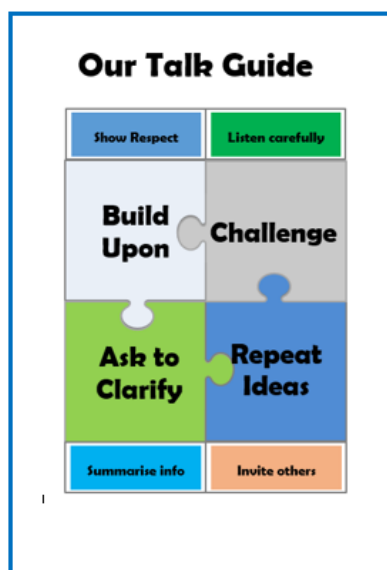 Our Talk Guide
Show Respect
Listen carefully
Build
Upon
Challenge
Ask to
Clarify
Repeat
Ideas
Summarise info
Invite others